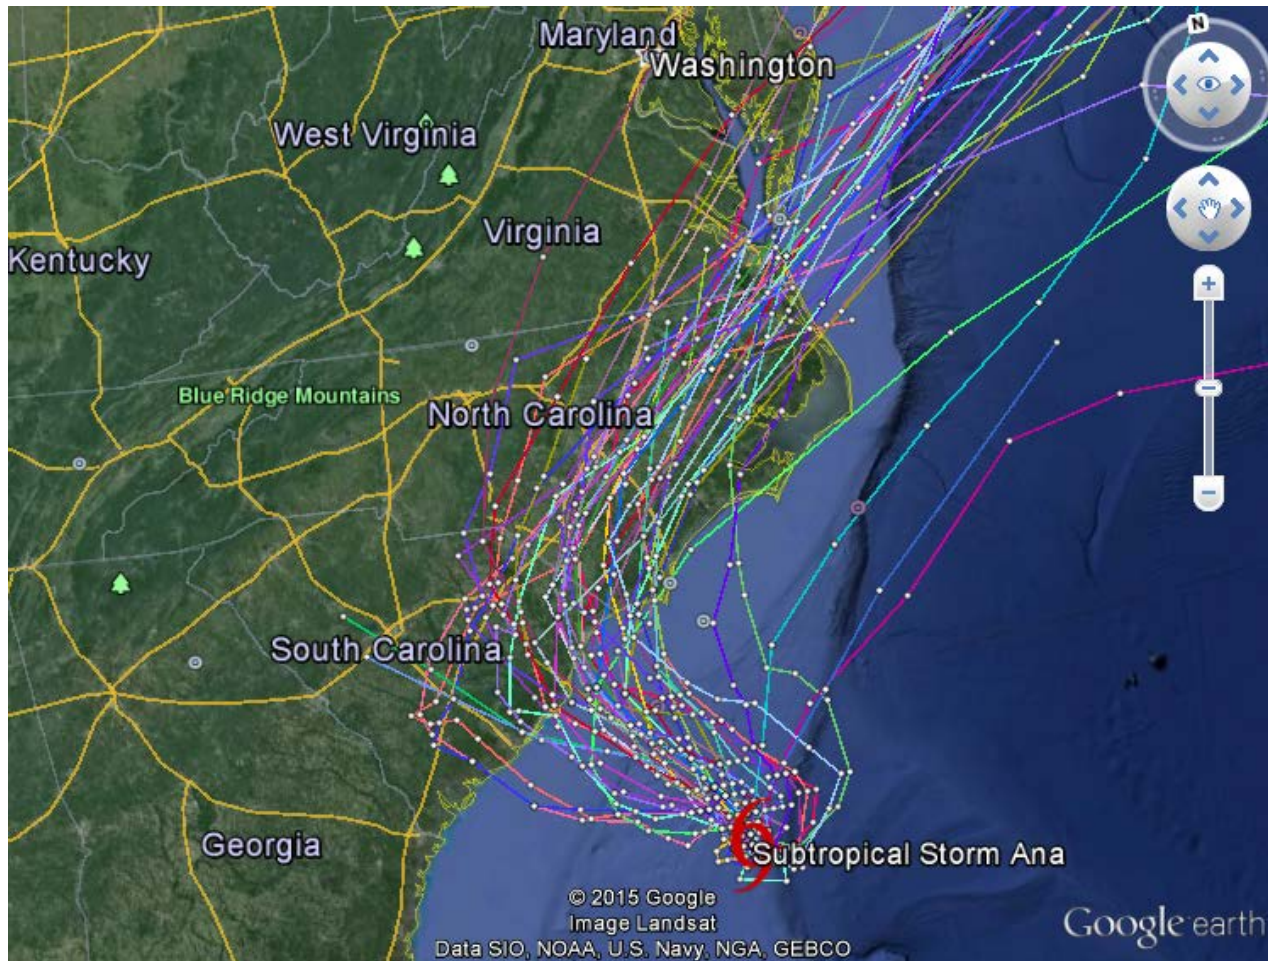 Maryland
Washington
N
West Virginia
Virginia
Kentucky
Blue Ridge Mountains
North Carolina
South Carolina
Georgia
Subtropical Storm Ana
© 2015 Google
Image Landsat
Data SIO, NOAA, U.S. Navy, NGA, GEBCO
Google earth